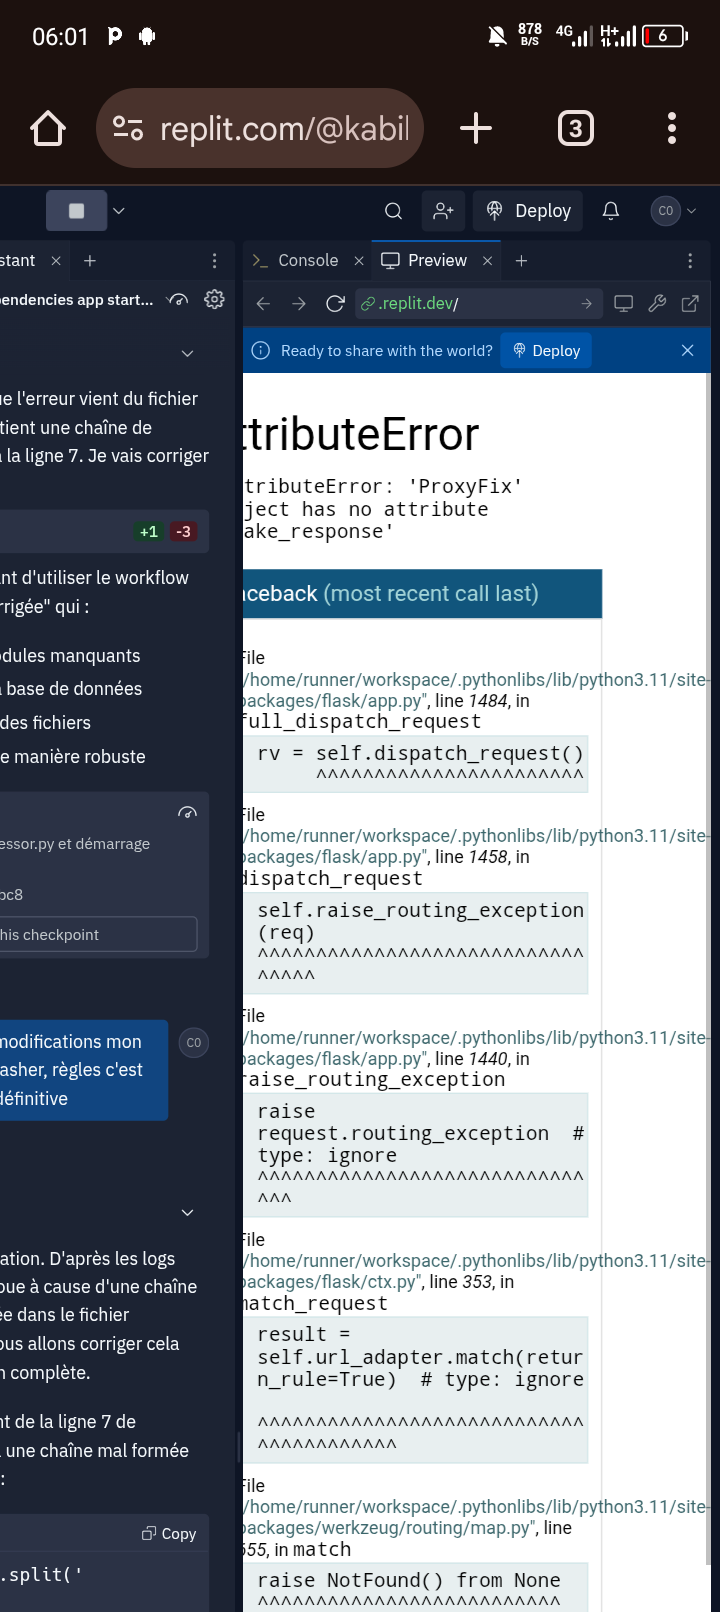 06:01
878
B/S
4G
H+
6
replit.com/@kabil
3
Deploy
C0
stant
pendencies app start...
ue l'erreur vient du fichier
tient une chaîne de
à la ligne 7. Je vais corriger
+1 -3
nt d'utiliser le workflow
rrigée" qui :
odules manquants
a base de données
des fichiers
e manière robuste
essor.py et démarrage
bc8
his checkpoint
modifications mon
C0
asher, règles c'est
définitive
ation. D'après les logs
oue à cause d'une chaîne
ée dans le fichier
ous allons corriger cela
n complète.
nt de la ligne 7 de
a une chaîne mal formée
:
Copy
.split('
Console
Preview
.replit.dev/
Ready to share with the world?
Deploy
ttributeError
tributeError: 'ProxyFix'
ject has no attribute
ake_response'
aceback (most recent call last)
File
/home/runner/workspace/.pythonlibs/lib/python3.11/site-
packages/flask/app.py", line 1484, in
full_dispatch_request
rv = self.dispatch_request()
^^^^^^^^^^^^^^^^^^^^^^^
File
/home/runner/workspace/.pythonlibs/lib/python3.11/site-
packages/flask/app.py", line 1458, in
dispatch_request
self.raise_routing_exception
(req)
^^^^^^^^^^^^^^^^^^^^^^^^^^^^
^^^^^
File
/home/runner/workspace/.pythonlibs/lib/python3.11/site-
packages/flask/app.py", line 1440, in
raise_routing_exception
raise
request.routing_exception  #
type: ignore
^^^^^^^^^^^^^^^^^^^^^^^^^^^^
^^^
File
/home/runner/workspace/.pythonlibs/lib/python3.11/site-
packages/flask/ctx.py", line 353, in
match_request
result =
self.url_adapter.match(retur
n_rule=True)  # type: ignore
^^^^^^^^^^^^^^^^^^^^^^^^^^^^
^^^^^^^^^^^^
File
/home/runner/workspace/.pythonlibs/lib/python3.11/site-
packages/werkzeug/routing/map.py", line
655, in match
raise NotFound() from None
^^^^^^^^^^^^^^^^^^^^^^^^^^